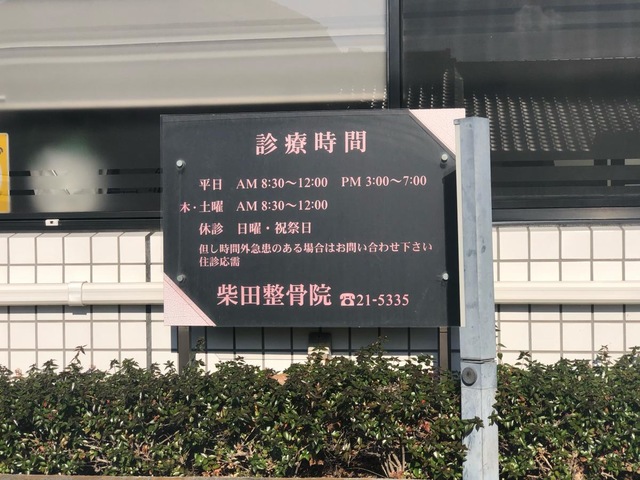 診療時間
平日 AM 8:30〜12:00 PM 3:00〜7:00
木・土曜 AM 8:30〜12:00
休診 日曜・祝祭日
但し時間外急患のある場合はお問い合わせ下さい
住診応需
柴田整骨院 ☎21-5335